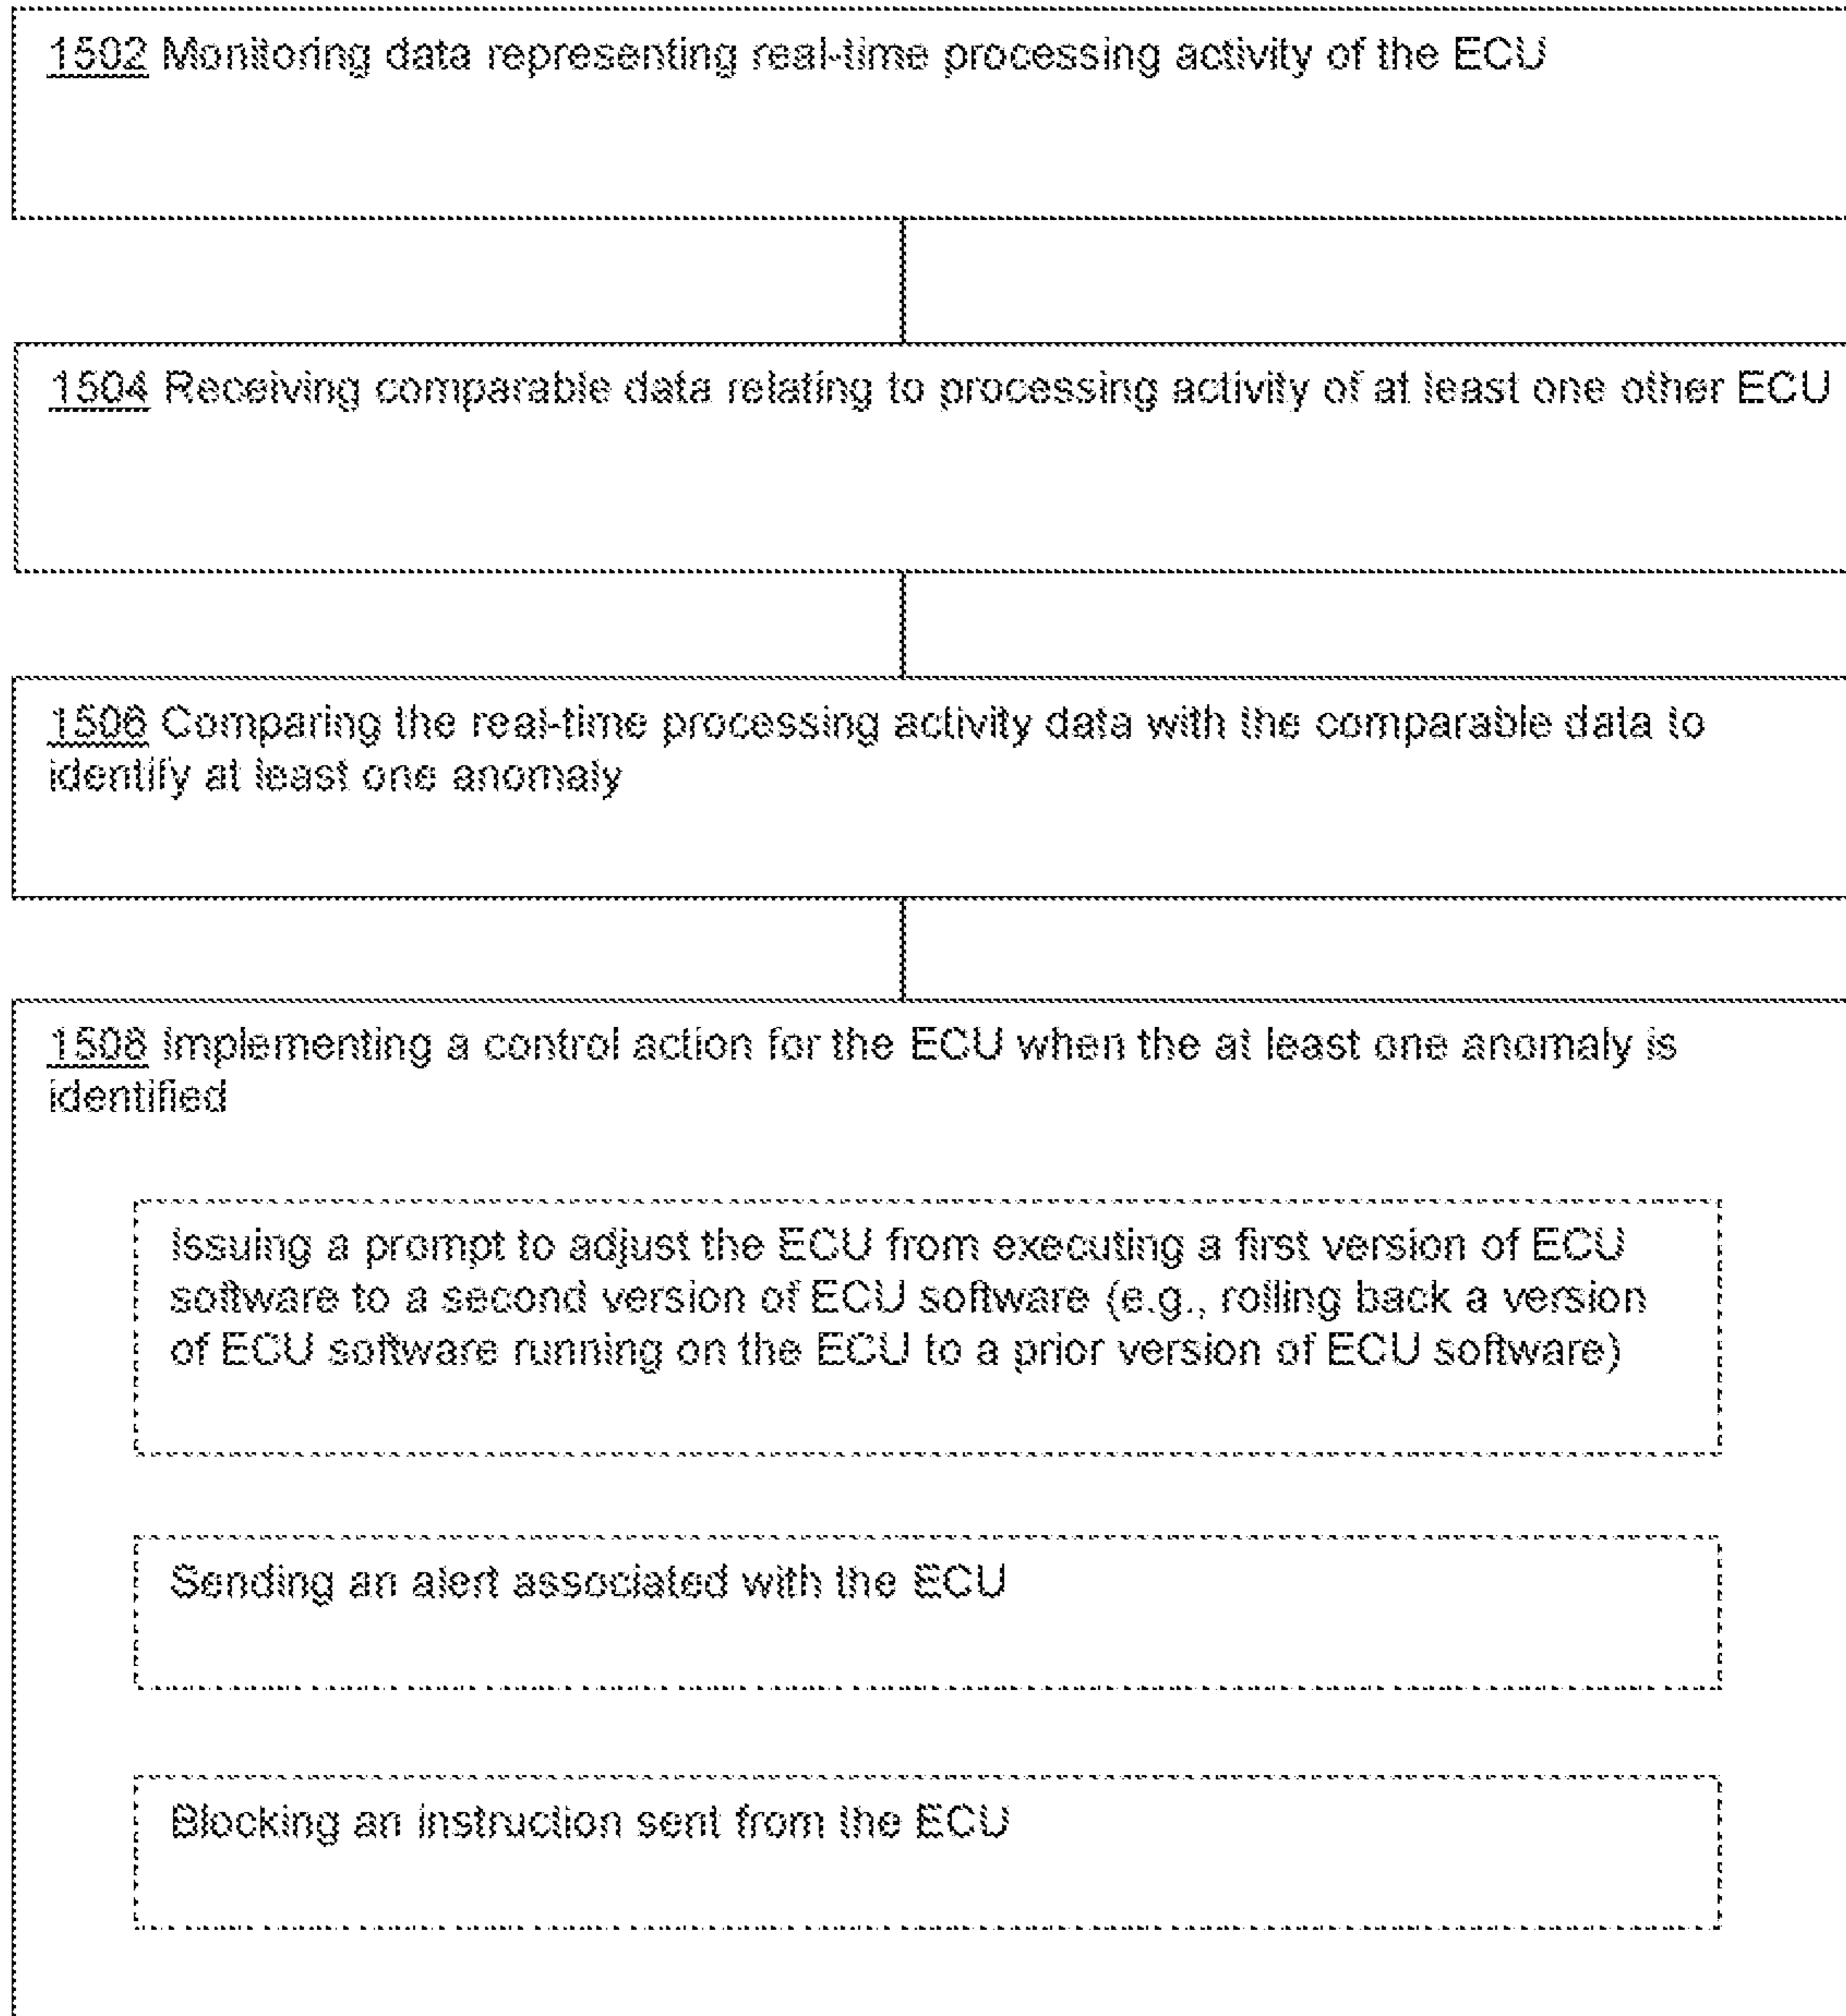 1502 Monitoring data representing real-time processing activity of the ECU
1504 Receiving comparable data relating to processing activity of at least one other ECU
1506 Comparing the real-time processing activity data with the comparable data to
identify at least one anomaly
1508 Implementing a control action for the ECU when the at least one anomaly is
identified
Issuing a prompt to adjust the ECU from executing a first version of ECU
software to a second version of ECU software (e.g., rolling back a version
of ECU software running on the ECU to a prior version of ECU software)
Sending an alert associated with the ECU
Blocking an instruction sent from the ECU